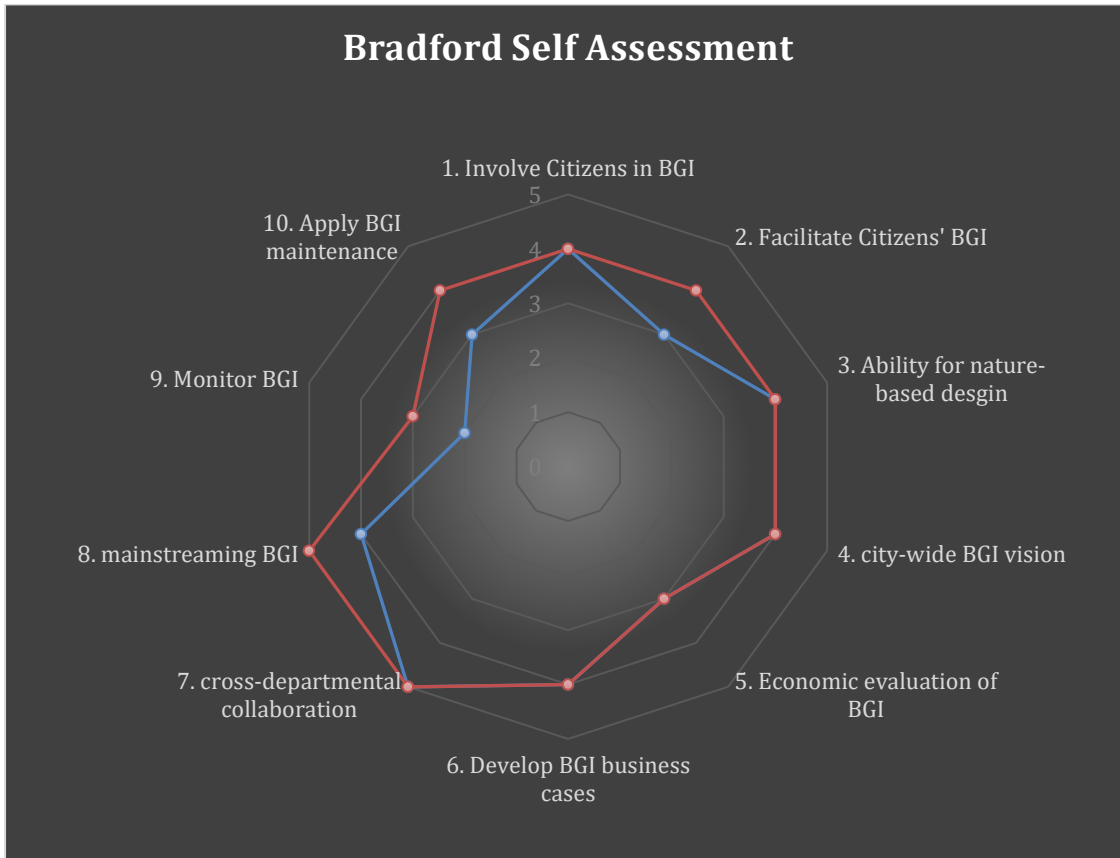 Bradford Self Assessment
1. Involve Citizens in BGI
5
10. Apply BGI
maintenance
2. Facilitate Citizens' BGI
4
3
9. Monitor BGI
3. Ability for nature-
based desgin
2
1
0
8. mainstreaming BGI
4. city-wide BGI vision
7. cross-departmental
collaboration
5. Economic evaluation of
BGI
6. Develop BGI business
cases